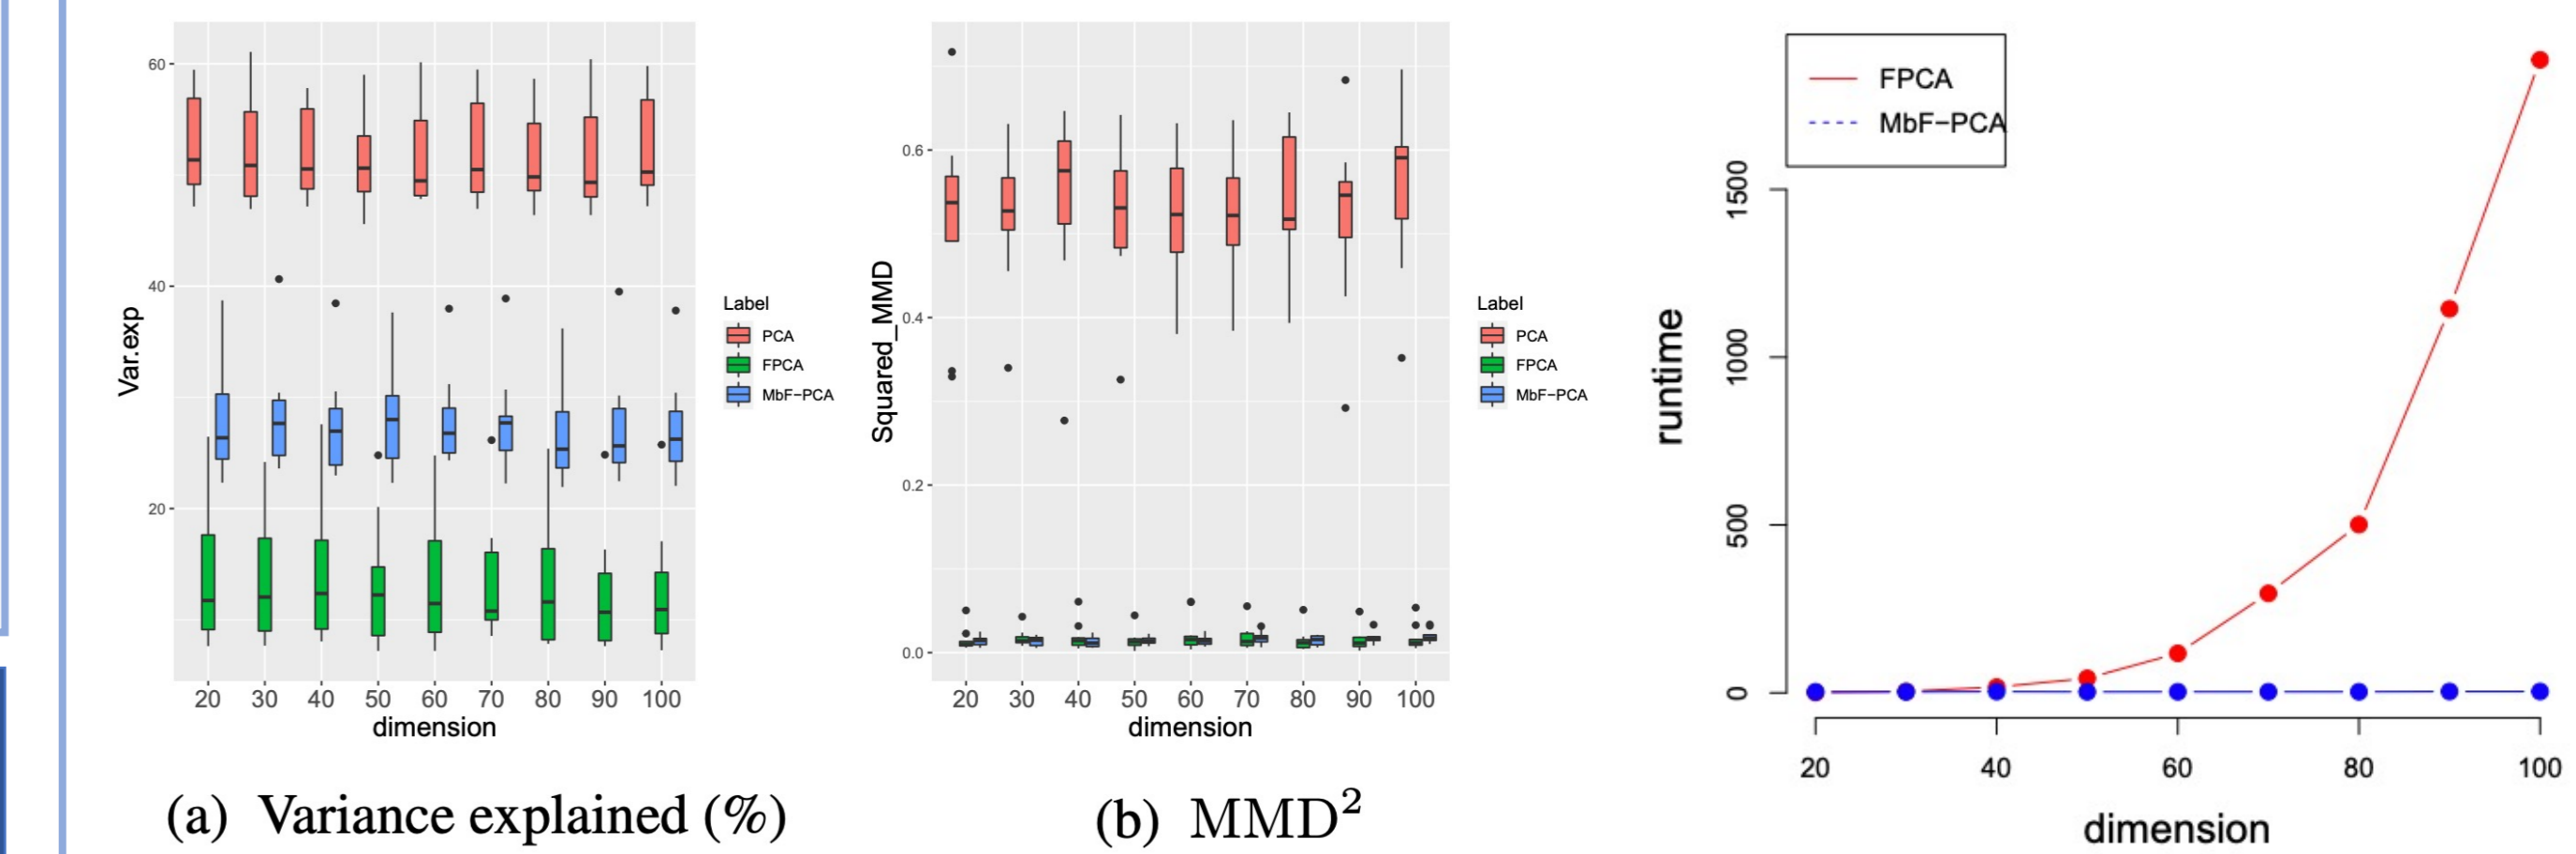 60
40
20
Var.exp
20 30 40 50 60 70 80 90 100
dimension
Label
PCA
FPCA
MbF-PCA
(a) Variance explained (%)
0.6
0.4
0.2
0.0
Squared_MMD
20 30 40 50 60 70 80 90 100
dimension
Label
PCA
FPCA
MbF-PCA
(b) MMD²
FPCA
MbF-PCA
1500
1000
500
0
runtime
20 40 60 80 100
dimension